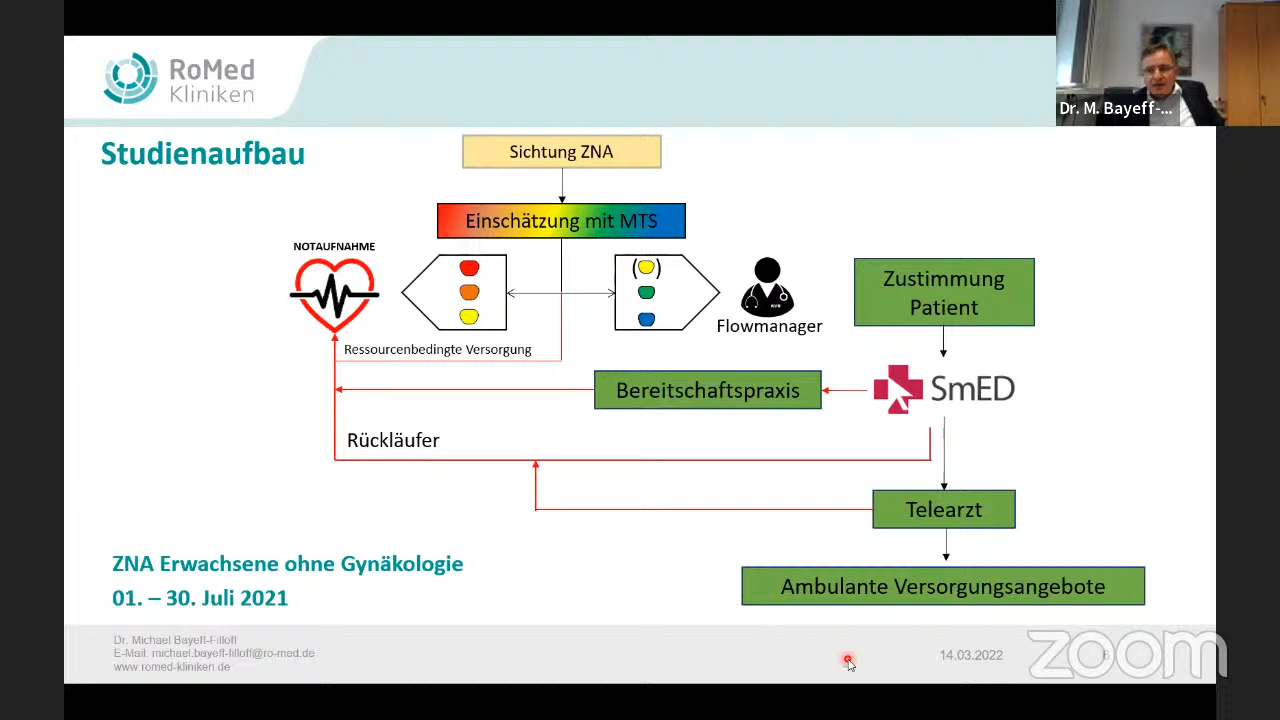 RoMed
Kliniken
Dr. M. Bayeff-...
Studienaufbau
Sichtung ZNA
Einschätzung mit MTS
NOTAUFNAHME
( )
Zustimmung
Patient
Flowmanager
Ressourcenbedingte Versorgung
Bereitschaftspraxis
SmED
Rückläufer
Telearzt
ZNA Erwachsene ohne Gynäkologie
01. – 30. Juli 2021
Ambulante Versorgungsangebote
Dr. Michael Bayeff-Filloff
E-Mail: michael.bayeff-filloff@ro-med.de
www.romed-kliniken.de
14.03.2022
6
zoom